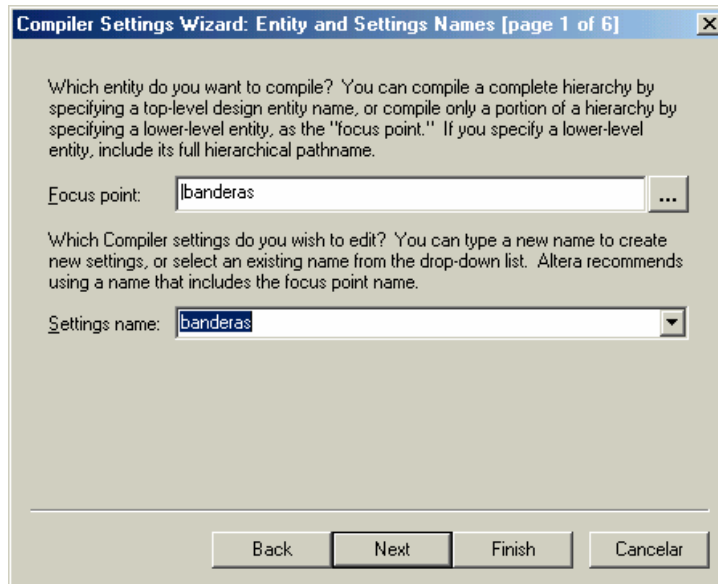 Compiler Settings Wizard: Entity and Settings Names [page 1 of 6]
Which entity do you want to compile? You can compile a complete hierarchy by
specifying a top-level design entity name, or compile only a portion of a hierarchy by
specifying a lower-level entity, as the "focus point." If you specify a lower-level
entity, include its full hierarchical pathname.
Focus point: |banderas ...
Which Compiler settings do you wish to edit? You can type a new name to create
new settings, or select an existing name from the drop-down list. Altera recommends
using a name that includes the focus point name.
Settings name: banderas
Back Next Finish Cancelar